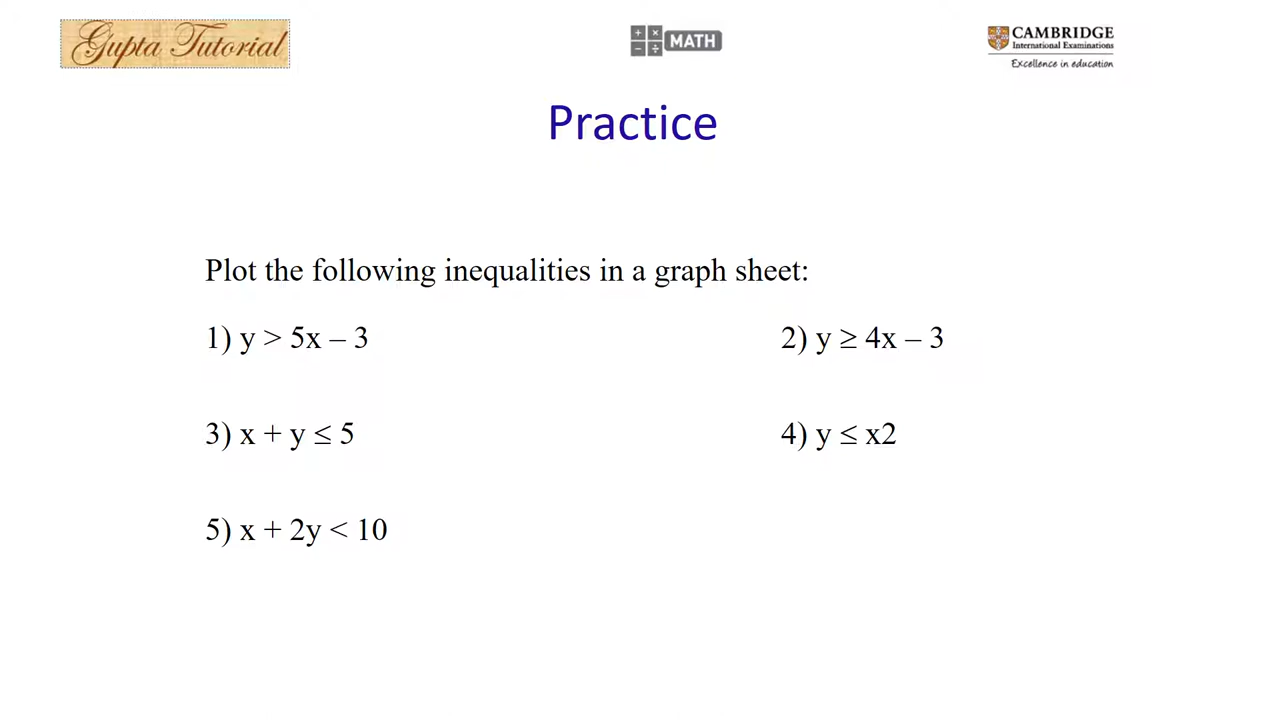 Gupta Tutorial
MATH
CAMBRIDGE
International Examinations
Excellence in education
Practice
Plot the following inequalities in a graph sheet:
1) y > 5x – 3
2) y ≥ 4x – 3
3) x + y ≤ 5
4) y ≤ x2
5) x + 2y < 10